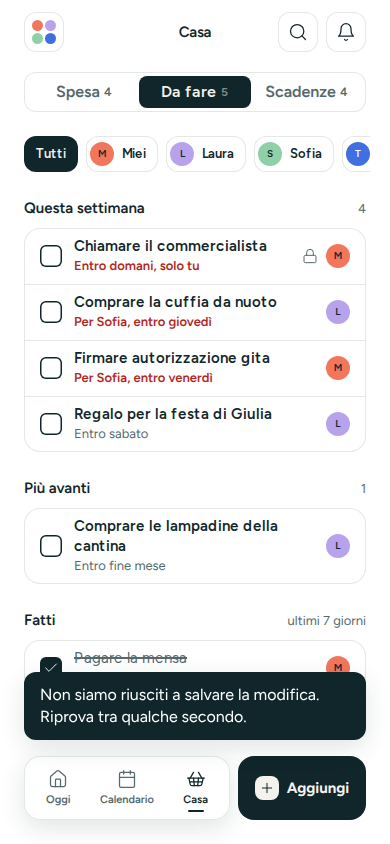 Casa
Spesa 4
Da fare 5
Scadenze 4
Tutti
M Miei
L Laura
S Sofia
T
Questa settimana 4
Chiamare il commercialista
Entro domani, solo tu
M
Comprare la cuffia da nuoto
Per Sofia, entro giovedì
L
Firmare autorizzazione gita
Per Sofia, entro venerdì
M
Regalo per la festa di Giulia
Entro sabato
L
Più avanti 1
Comprare le lampadine della
cantina
Entro fine mese
L
Fatti ultimi 7 giorni
Pagare la mensa
M
Non siamo riusciti a salvare la modifica.
Riprova tra qualche secondo.
Oggi
Calendario
Casa
Aggiungi